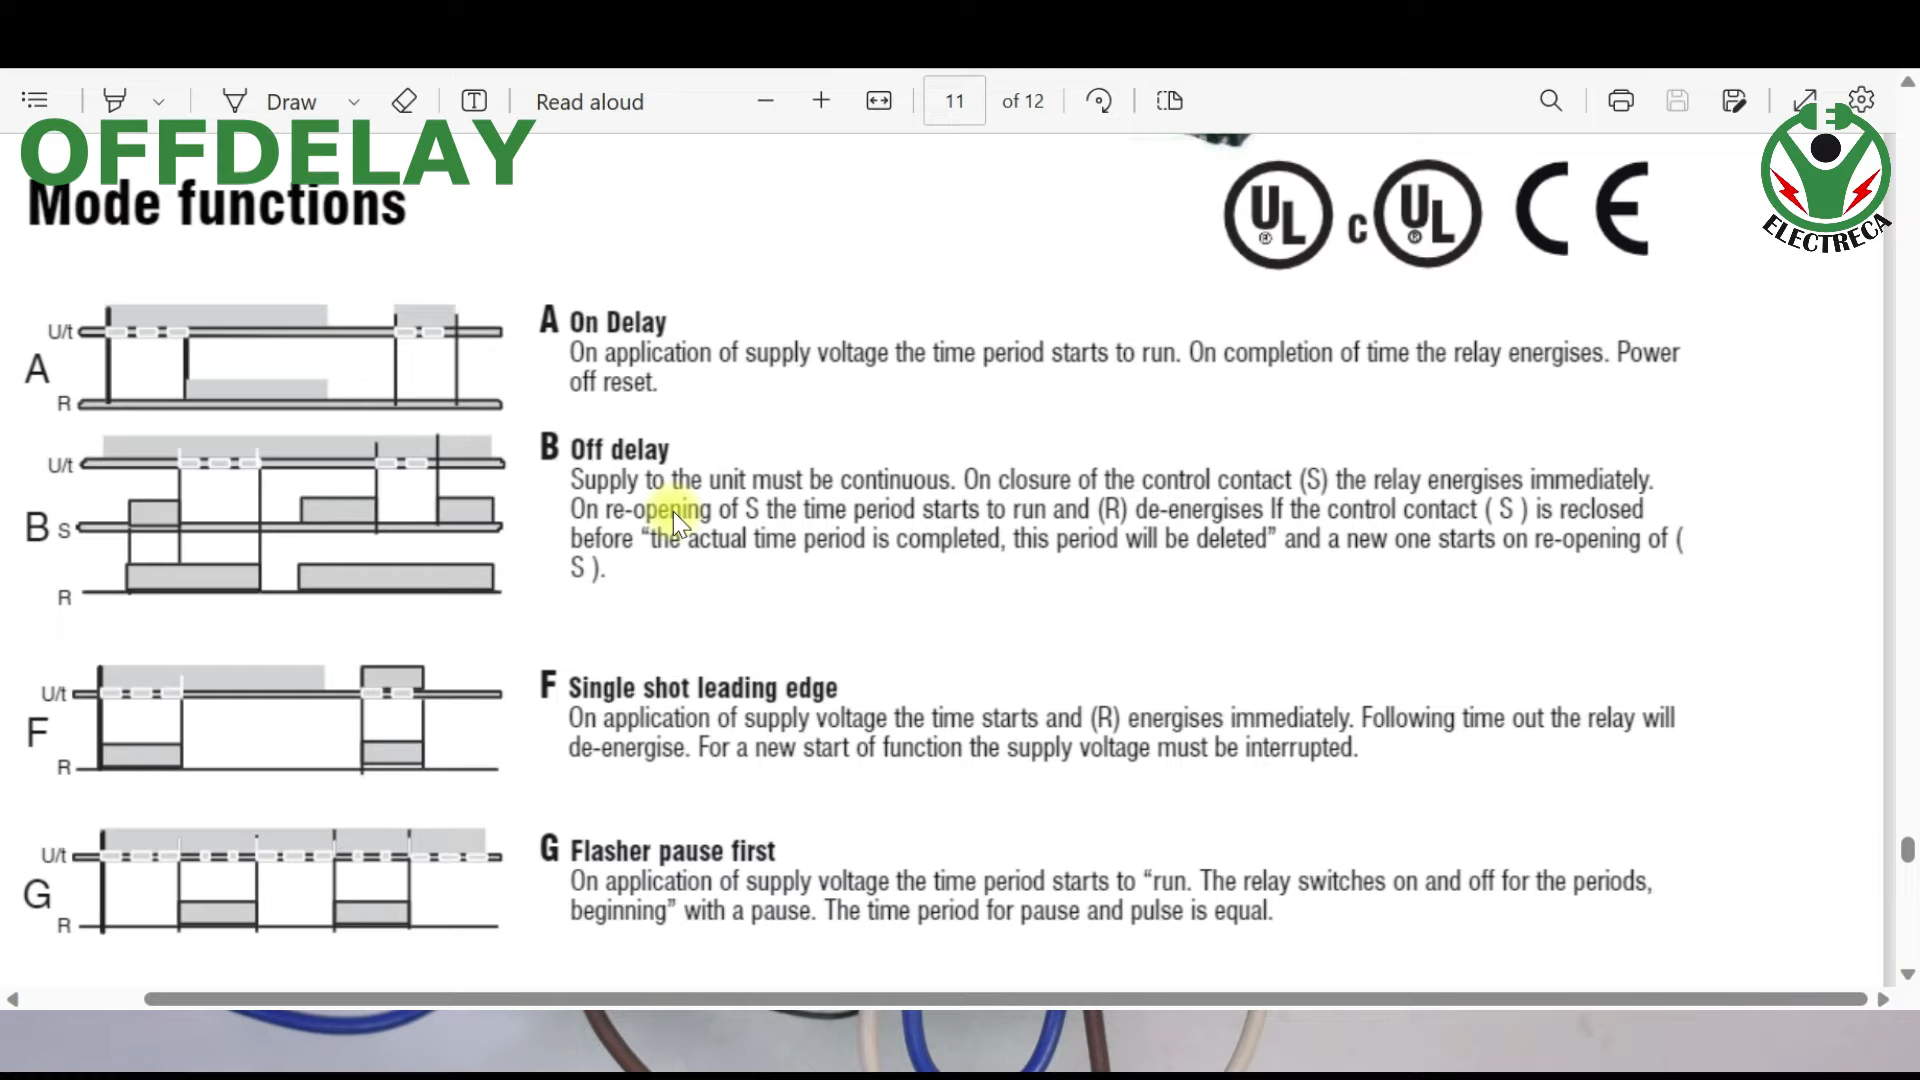 Draw
Read aloud
11
of 12
OFFDELAY
Mode functions
UL
c UL
CE
ELECTRECA
A
U/t
R
A On Delay
On application of supply voltage the time period starts to run. On completion of time the relay energises. Power
off reset.
B
U/t
S
R
B Off delay
Supply to the unit must be continuous. On closure of the control contact (S) the relay energises immediately.
On re-opening of S the time period starts to run and (R) de-energises If the control contact ( S ) is reclosed
before “the actual time period is completed, this period will be deleted” and a new one starts on re-opening of (
S ).
F
U/t
R
F Single shot leading edge
On application of supply voltage the time starts and (R) energises immediately. Following time out the relay will
de-energise. For a new start of function the supply voltage must be interrupted.
G
U/t
R
G Flasher pause first
On application of supply voltage the time period starts to “run. The relay switches on and off for the periods,
beginning” with a pause. The time period for pause and pulse is equal.